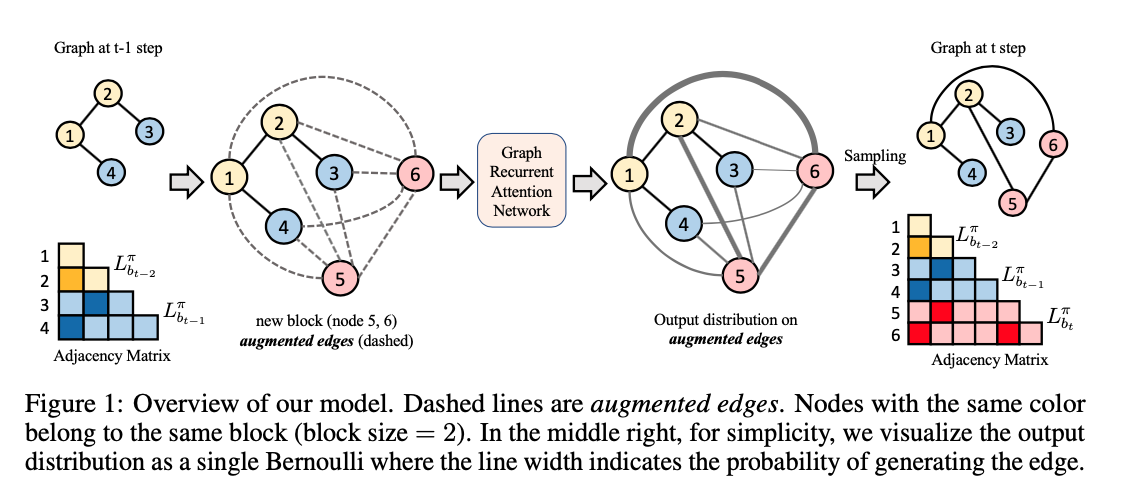 Graph at t-1 step
2
1
3
4
1
2
3
4
L^π_{b_{t-2}}
L^π_{b_{t-1}}
Adjacency Matrix
2
1
3
6
4
5
new block (node 5, 6)
augmented edges (dashed)
Graph
Recurrent
Attention
Network
2
1
3
6
4
5
Output distribution on
augmented edges
Sampling
Graph at t step
2
1
3
6
4
5
1
2
3
4
5
6
L^π_{b_{t-2}}
L^π_{b_{t-1}}
L^π_{b_t}
Adjacency Matrix
Figure 1: Overview of our model. Dashed lines are augmented edges. Nodes with the same color
belong to the same block (block size = 2). In the middle right, for simplicity, we visualize the output
distribution as a single Bernoulli where the line width indicates the probability of generating the edge.